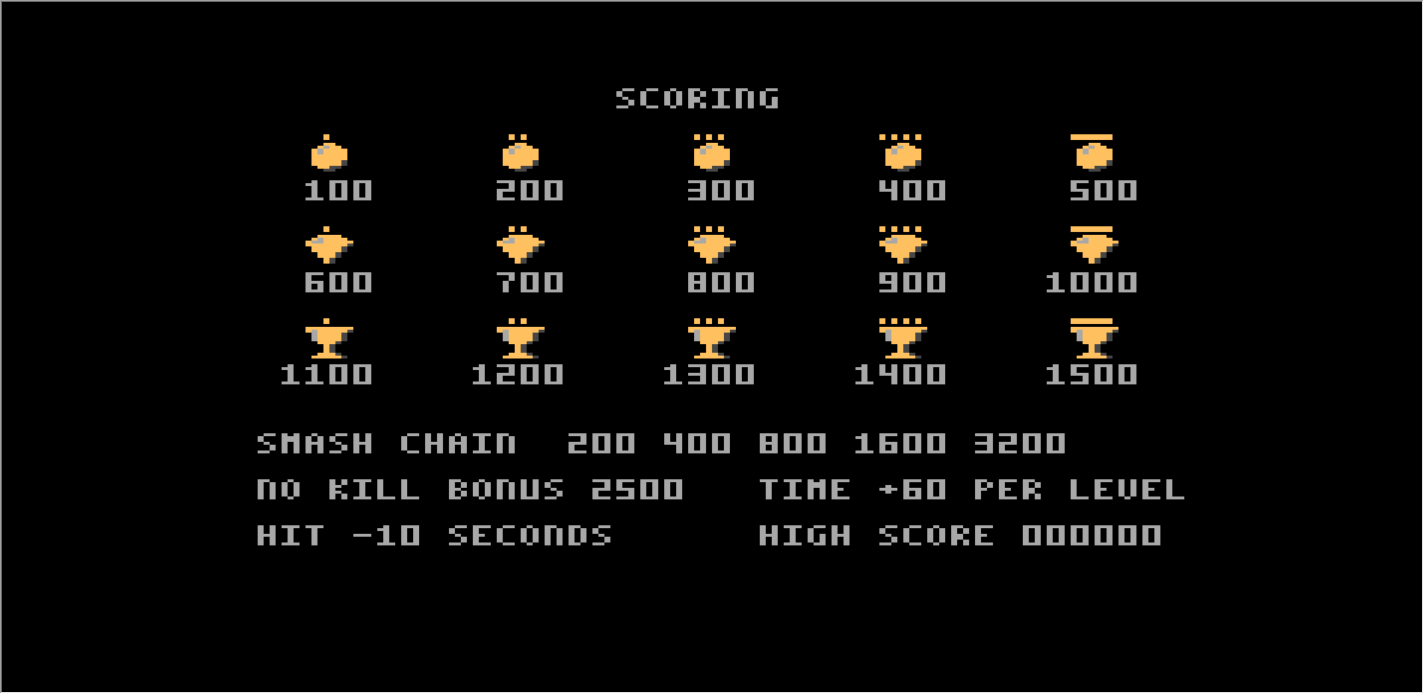 SCORING
100 200 300 400 500
600 700 800 900 1000
1100 1200 1300 1400 1500
SMASH CHAIN 200 400 800 1600 3200
NO KILL BONUS 2500 TIME +60 PER LEVEL
HIT -10 SECONDS HIGH SCORE 000000